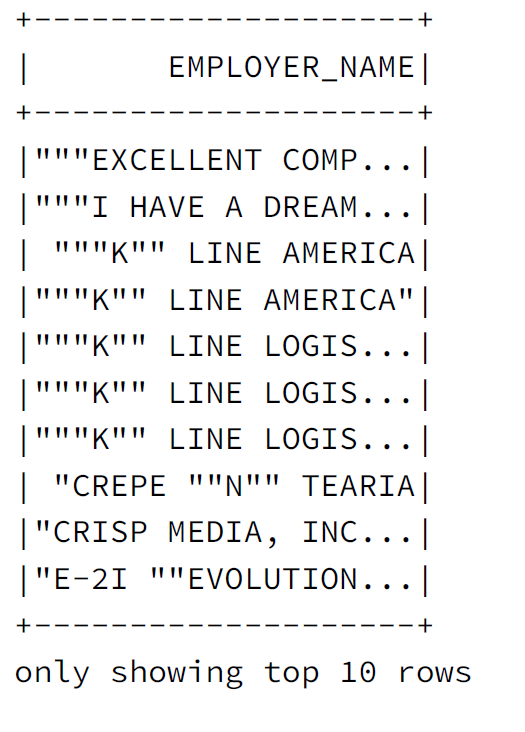 +--------------------+
|       EMPLOYER_NAME|
+--------------------+
|"""EXCELLENT COMP...|
|"""I HAVE A DREAM...|
| """K"" LINE AMERICA|
|"""K"" LINE AMERICA"|
|"""K"" LINE LOGIS...|
|"""K"" LINE LOGIS...|
|"""K"" LINE LOGIS...|
| "CREPE ""N"" TEARIA|
|"CRISP MEDIA, INC...|
|"E-2I ""EVOLUTION...|
+--------------------+
only showing top 10 rows